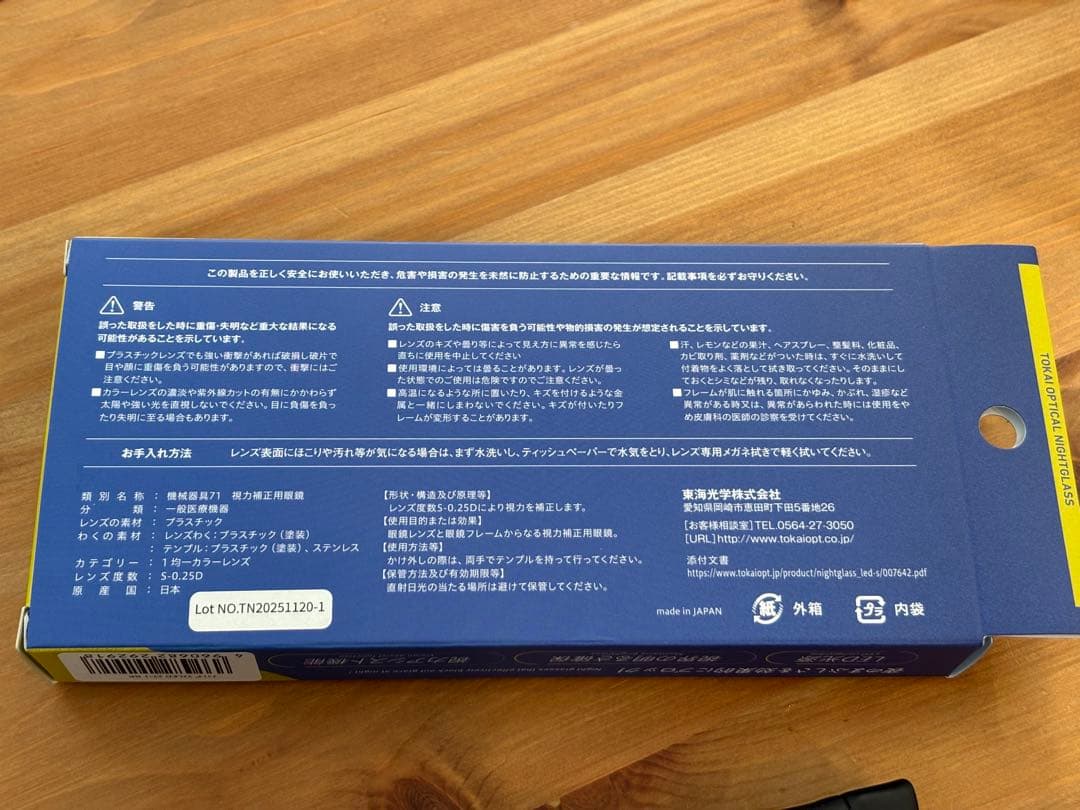 この製品を正しく安全にお使いいただき、危害や損害の発生を未然に防止するための重要な情報です。記載事項を必ずお守りください。
警告
誤った取扱をした時に重傷・失明など重大な結果になる
可能性があることを示しています。
■プラスチックレンズでも強い衝撃があれば破損し破片で
目や顔に重傷を負う可能性がありますので、衝撃にはご
注意ください。
■カラーレンズの濃淡や紫外線カットの有無にかかわらず
太陽や強い光を直視しないでください。目に負傷を負っ
たり失明に至る場合もあります。
注意
誤った取扱をした時に傷害を負う可能性や物的損害の発生が想定されることを示しています。
■レンズのキズや曇り等によって見え方に異常を感じたら
直ちに使用を中止してください
■使用環境によっては曇ることがあります。レンズが曇っ
た状態でのご使用は危険ですのでご注意ください。
■高温になるような所に置いたり、キズを付けるような金
属と一緒にしまわないでください。キズが付いたりフ
レームが変形することがあります。
■汗、レモンなどの果汁、ヘアスプレー、整髪料、化粧品、
カビ取り剤、薬剤などがついた時は、すぐに水洗いして
付着物をよく落として拭き取ってください。そのままにし
ておくとシミなどが残り、取れなくなったりします。
■フレームが肌に触れる箇所にかゆみ、かぶれ、湿疹など
異常がある時又は、異常があらわれた時には使用をや
め皮膚科の医師の診察を受けてください。
お手入れ方法 レンズ表面にほこりや汚れ等が気になる場合は、まず水洗いし、ティッシュペーパーで水気をとり、レンズ専用メガネ拭きで軽く拭いてください。
類別名称：機械器具71 視力補正用眼鏡
分類：一般医療機器
レンズの素材：プラスチック
わくの素材：レンズわく：プラスチック（塗装）
：テンプル：プラスチック（塗装）、ステンレス
カテゴリー：1 均一カラーレンズ
レンズ度数：S-0.25D
原産国：日本
Lot NO.TN20251120-1
【形状・構造及び原理等】
レンズ度数S-0.25Dにより視力を補正します。
【使用目的または効果】
眼鏡レンズと眼鏡フレームからなる視力補正用眼鏡。
【使用方法等】
かけ外しの際は、両手でテンプルを持って行ってください。
【保管方法及び有効期限等】
直射日光の当たる場所は避けて保管してください。
東海光学株式会社
愛知県岡崎市恵田町下田5番地26
［お客様相談室］TEL.0564-27-3050
［URL］http://www.tokaiopt.co.jp/
添付文書
https://www.tokaiopt.jp/product/nightglass_led-s/007642.pdf
made in JAPAN
紙 外箱
プラ 内袋
TOKAI OPTICAL NIGHTGLASS
夜のまぶしさを効果的にブロック!
LED光源
視界の明るさ確保
視力アシスト機能